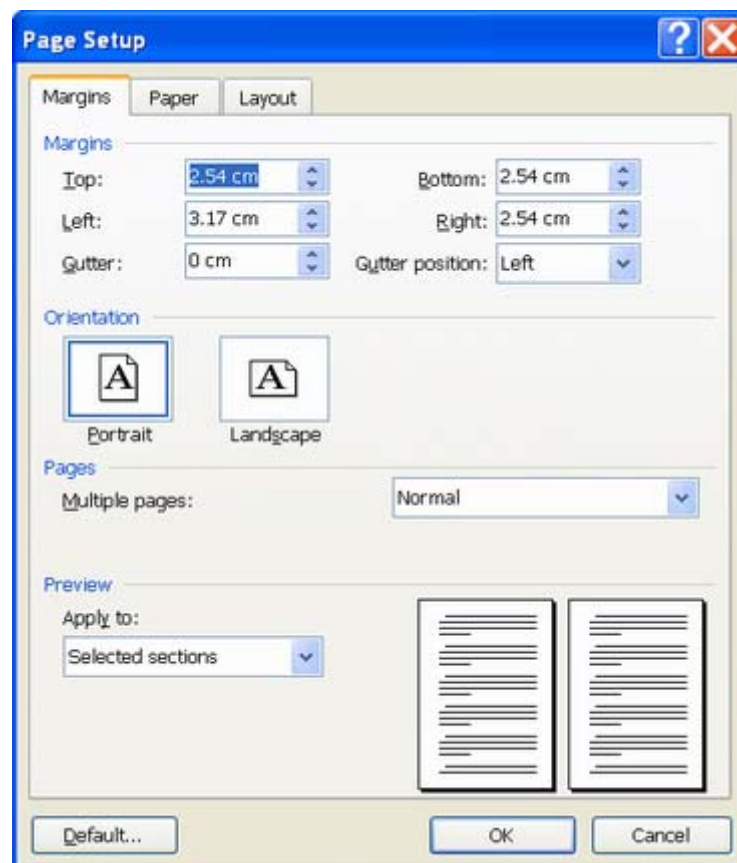 Page Setup
Margins Paper Layout
Margins
Top: 2.54 cm Bottom: 2.54 cm
Left: 3.17 cm Right: 2.54 cm
Gutter: 0 cm Gutter position: Left
Orientation
A A
Portrait Landscape
Pages
Multiple pages: Normal
Preview
Apply to:
Selected sections
Default... OK Cancel